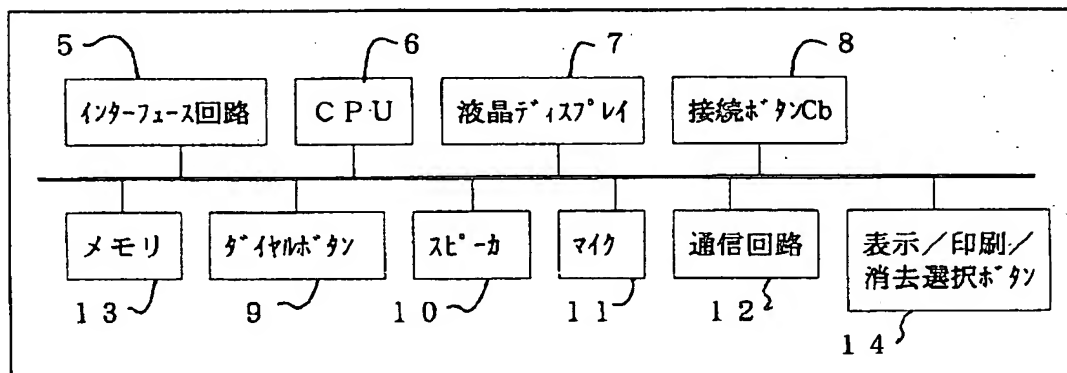 5 6 7 8
インターフェース回路 CPU 液晶ディスプレイ 接続ボタンCb
メモリ ダイヤルボタン スピーカ マイク 通信回路 表示／印刷／
消去選択ボタン
13 9 10 11 12
14